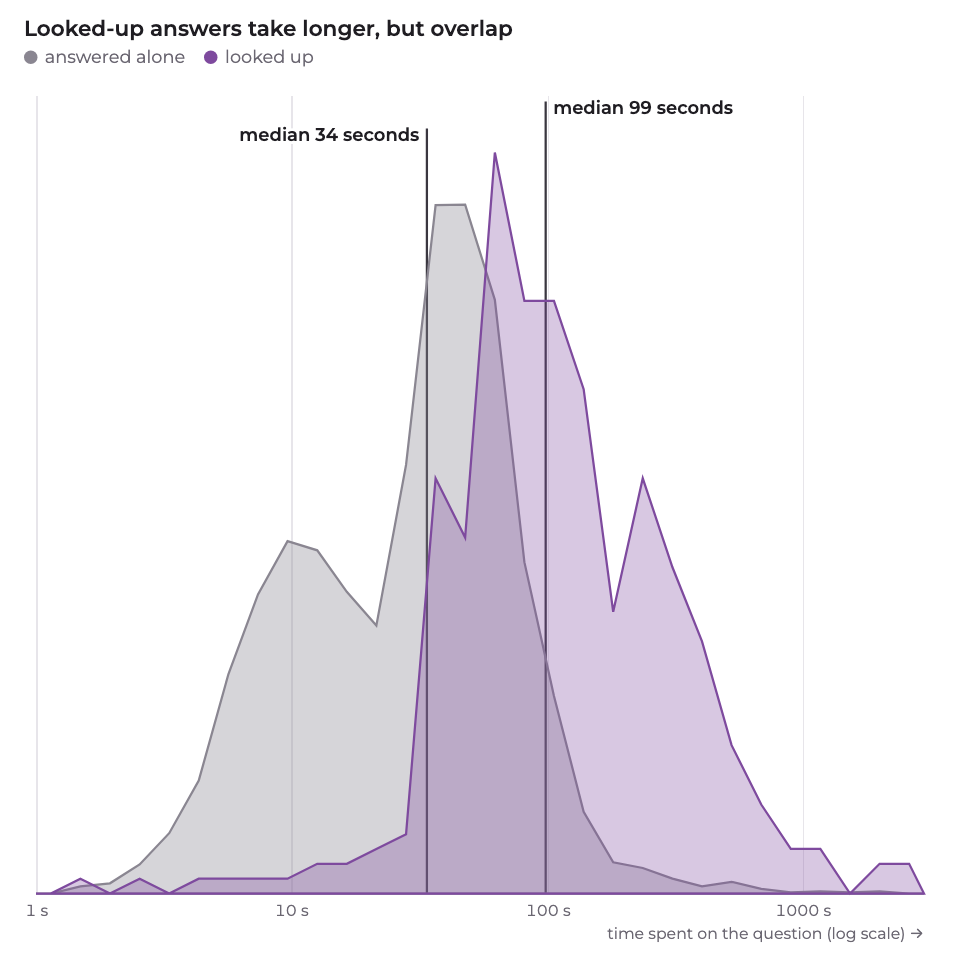 Looked-up answers take longer, but overlap
answered alone looked up
median 99 seconds
median 34 seconds
1 s 10 s 100 s 1000 s
time spent on the question (log scale) →